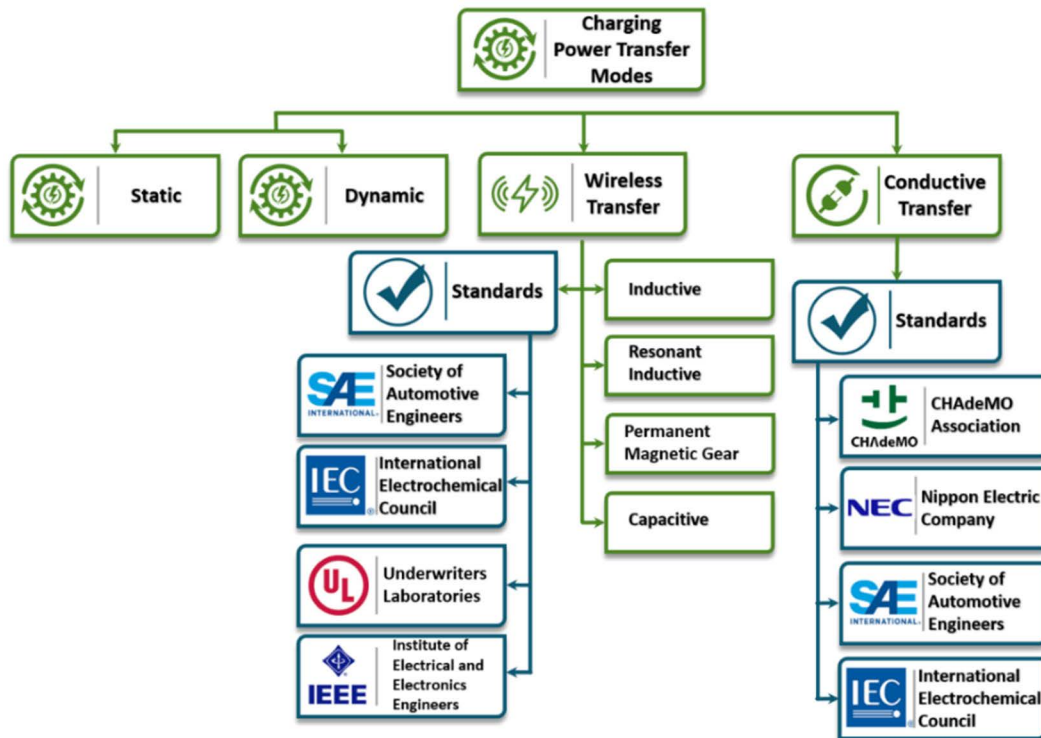 Charging
Power Transfer
Modes
Static
Dynamic
Wireless
Transfer
Conductive
Transfer
Standards
Inductive
Resonant
Inductive
Permanent
Magnetic Gear
Capacitive
SAE
INTERNATIONAL®
Society of
Automotive
Engineers
IEC
®
International
Electrochemical
Council
UL
Underwriters
Laboratories
IEEE
Institute of
Electrical and
Electronics
Engineers
Standards
CHAdeMO
CHAdeMO
Association
NEC
Nippon Electric
Company
SAE
INTERNATIONAL®
Society of
Automotive
Engineers
IEC
®
International
Electrochemical
Council